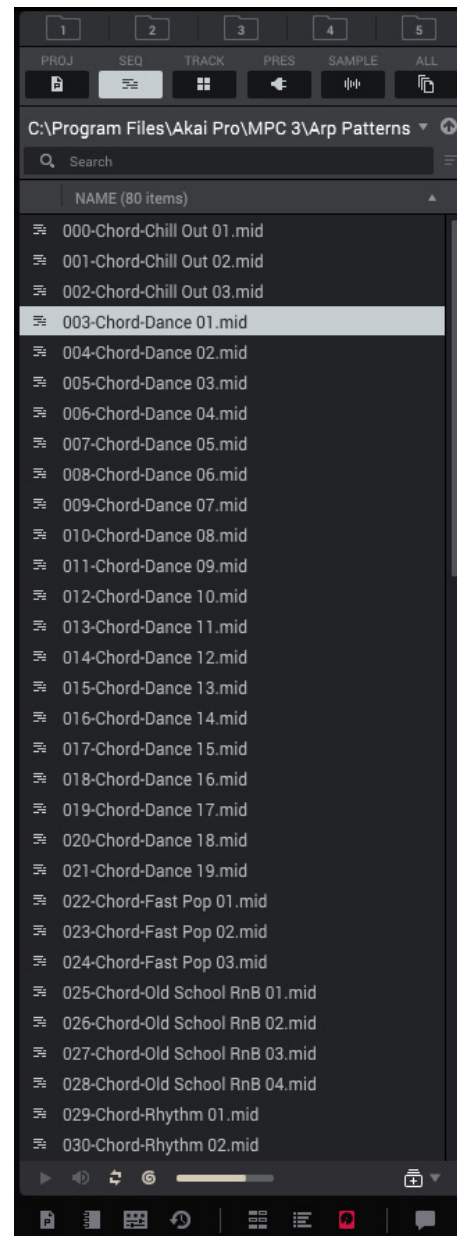 1 2 3 4 5
PROJ SEQ TRACK PRES SAMPLE ALL
C:\Program Files\Akai Pro\MPC 3\Arp Patterns
Search
NAME (80 items)
000-Chord-Chill Out 01.mid
001-Chord-Chill Out 02.mid
002-Chord-Chill Out 03.mid
003-Chord-Dance 01.mid
004-Chord-Dance 02.mid
005-Chord-Dance 03.mid
006-Chord-Dance 04.mid
007-Chord-Dance 05.mid
008-Chord-Dance 06.mid
009-Chord-Dance 07.mid
010-Chord-Dance 08.mid
011-Chord-Dance 09.mid
012-Chord-Dance 10.mid
013-Chord-Dance 11.mid
014-Chord-Dance 12.mid
015-Chord-Dance 13.mid
016-Chord-Dance 14.mid
017-Chord-Dance 15.mid
018-Chord-Dance 16.mid
019-Chord-Dance 17.mid
020-Chord-Dance 18.mid
021-Chord-Dance 19.mid
022-Chord-Fast Pop 01.mid
023-Chord-Fast Pop 02.mid
024-Chord-Fast Pop 03.mid
025-Chord-Old School RnB 01.mid
026-Chord-Old School RnB 02.mid
027-Chord-Old School RnB 03.mid
028-Chord-Old School RnB 04.mid
029-Chord-Rhythm 01.mid
030-Chord-Rhythm 02.mid